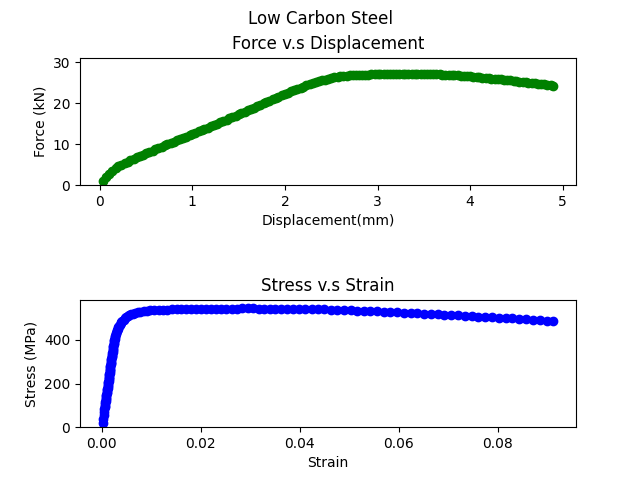 Low Carbon Steel
Force v.s Displacement
30
20
10
0
Force (kN)
0 1 2 3 4 5
Displacement(mm)
Stress v.s Strain
400
200
0
Stress (MPa)
0.00 0.02 0.04 0.06 0.08
Strain